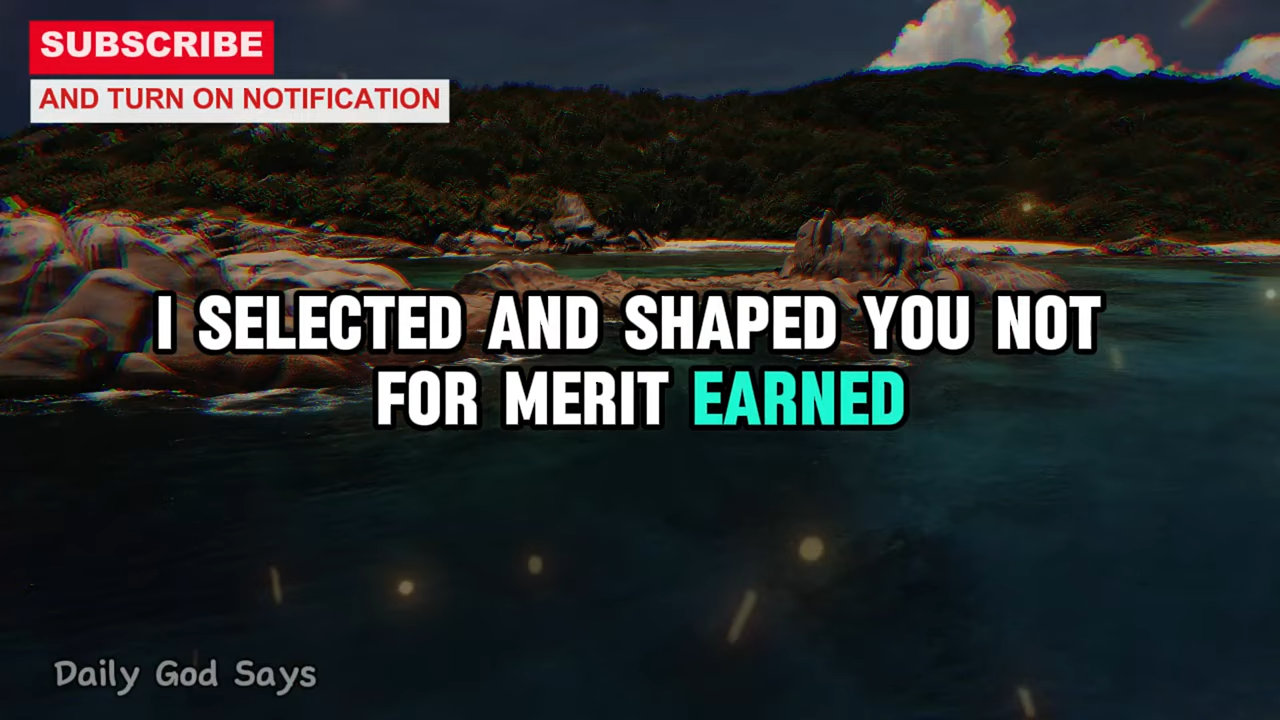 SUBSCRIBE
AND TURN ON NOTIFICATION
I SELECTED AND SHAPED YOU NOT
FOR MERIT EARNED
Daily God Says